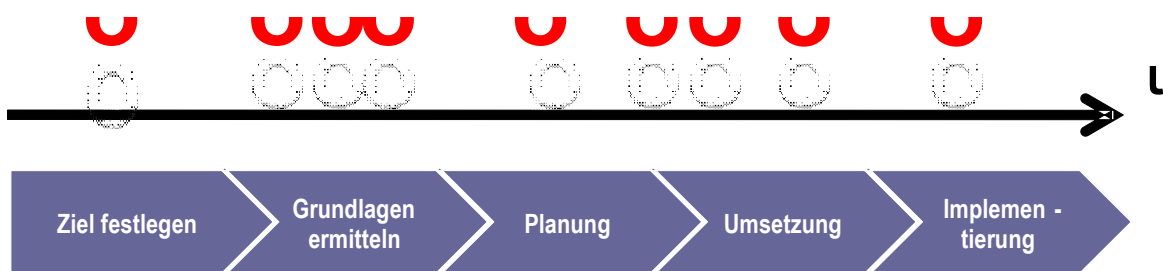 Ziel festlegen
Grundlagen
ermitteln
Planung
Umsetzung
Implemen -
tierung